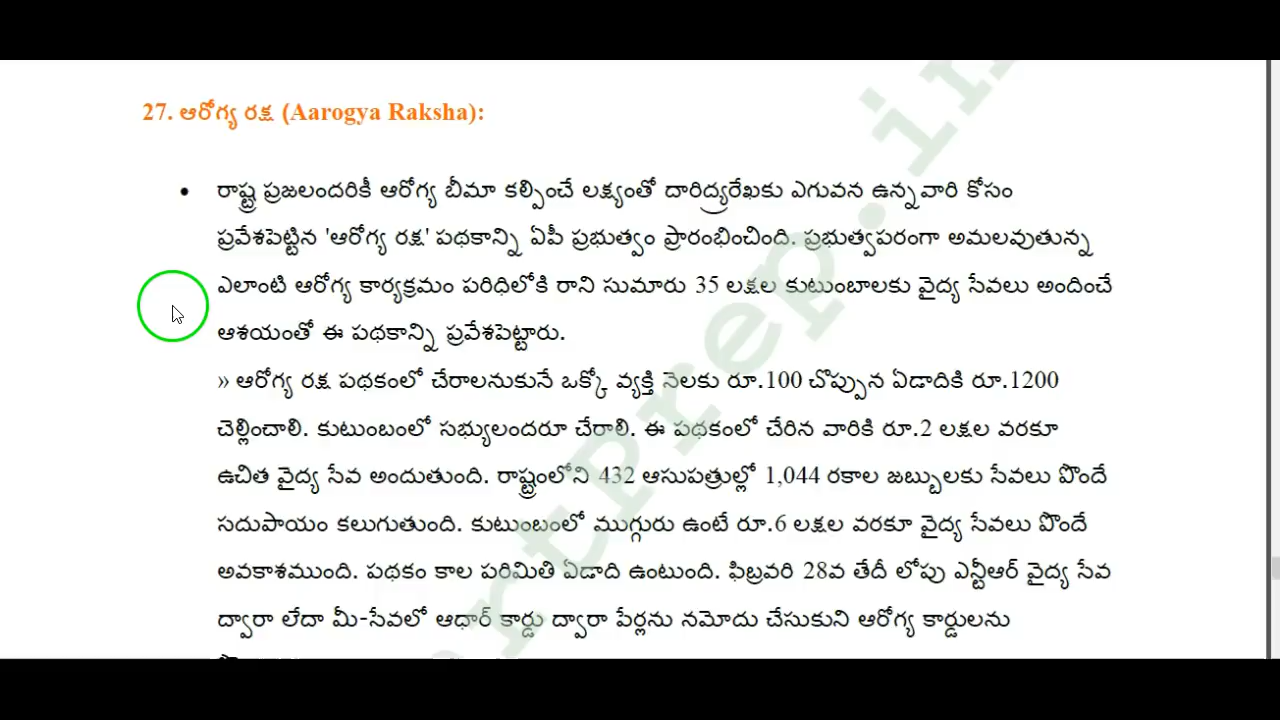 27. ఆరోగ్య రక్ష (Aarogya Raksha):
• రాష్ట్ర ప్రజలందరికీ ఆరోగ్య బీమా కల్పించే లక్ష్యంతో దారిద్ర్యరేఖకు ఎగువన ఉన్నవారి కోసం
ప్రవేశపెట్టిన 'ఆరోగ్య రక్ష' పథకాన్ని ఏపీ ప్రభుత్వం ప్రారంభించింది. ప్రభుత్వపరంగా అమలవుతున్న
ఎలాంటి ఆరోగ్య కార్యక్రమం పరిధిలోకి రాని సుమారు 35 లక్షల కుటుంబాలకు వైద్య సేవలు అందించే
ఆశయంతో ఈ పథకాన్ని ప్రవేశపెట్టారు.
» ఆరోగ్య రక్ష పథకంలో చేరాలనుకునే ఒక్కో వ్యక్తి నెలకు రూ.100 చొప్పున ఏడాదికి రూ.1200
చెల్లించాలి. కుటుంబంలో సభ్యులందరూ చేరాలి. ఈ పథకంలో చేరిన వారికి రూ.2 లక్షల వరకూ
ఉచిత వైద్య సేవ అందుతుంది. రాష్ట్రంలోని 432 ఆసుపత్రుల్లో 1,044 రకాల జబ్బులకు సేవలు పొందే
సదుపాయం కలుగుతుంది. కుటుంబంలో ముగ్గురు ఉంటే రూ.6 లక్షల వరకూ వైద్య సేవలు పొందే
అవకాశముంది. పథకం కాల పరిమితి ఏడాది ఉంటుంది. ఫిబ్రవరి 28వ తేదీ లోపు ఎన్టీఆర్ వైద్య సేవ
ద్వారా లేదా మీ-సేవలో ఆధార్ కార్డు ద్వారా పేర్లను నమోదు చేసుకుని ఆరోగ్య కార్డులను
rtPrep.in